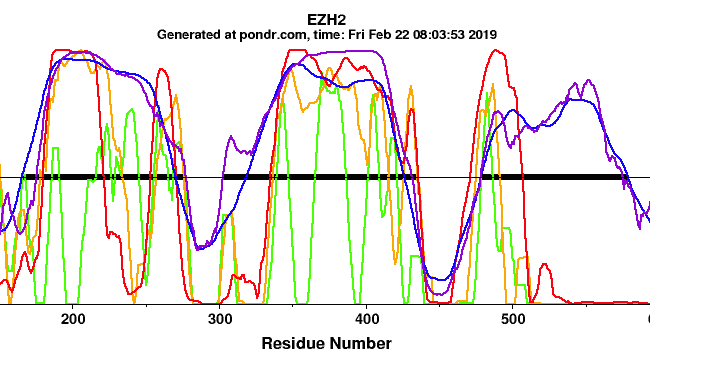 EZH2
Generated at pondr.com, time: Fri Feb 22 08:03:53 2019
200 300 400 500
Residue Number